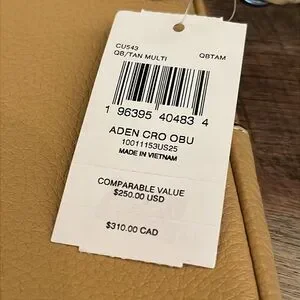 CU543
QB/TAN MULTI QBTAM
1 96395 40483 4
ADEN CRO OBU
10011153US25
MADE IN VIETNAM
COMPARABLE VALUE
$250.00 USD
$310.00 CAD